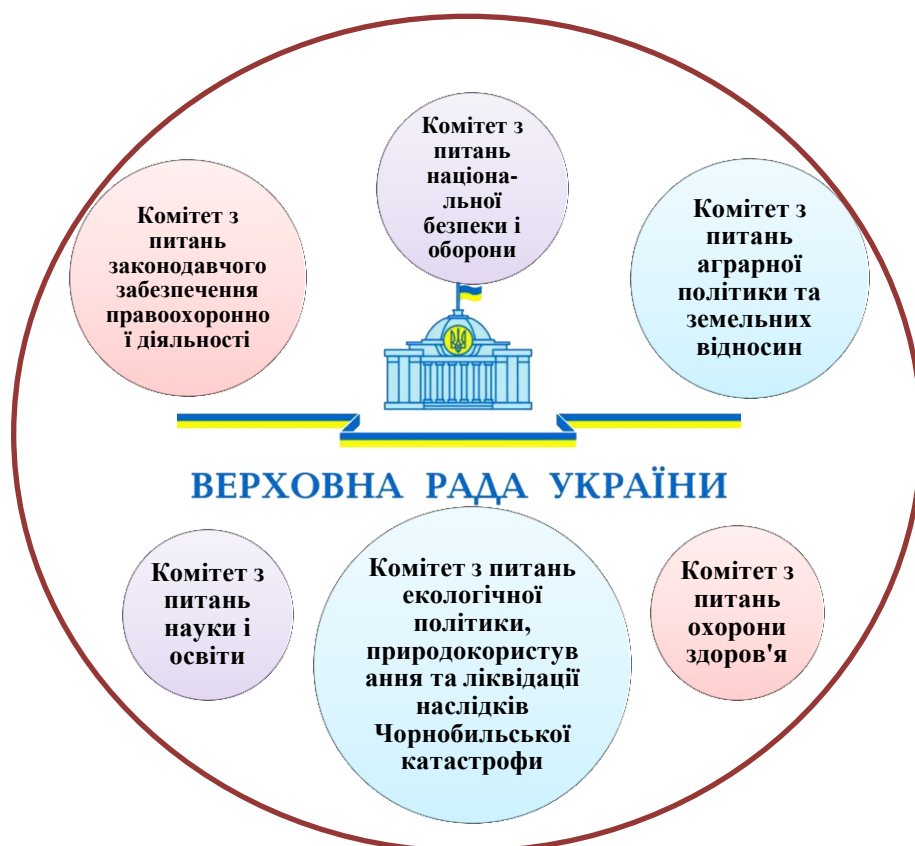 Комітет з
питань
націона-
льної
безпеки і
оборони
Комітет з
питань
законодавчого
забезпечення
правоохоронно
ї діяльності
Комітет з
питань
аграрної
політики та
земельних
відносин
ВЕРХОВНА РАДА УКРАЇНИ
Комітет з
питань
науки і
освіти
Комітет з питань
екологічної
політики,
природокористув
ання та ліквідації
наслідків
Чорнобильської
катастрофи
Комітет з
питань
охорони
здоров'я